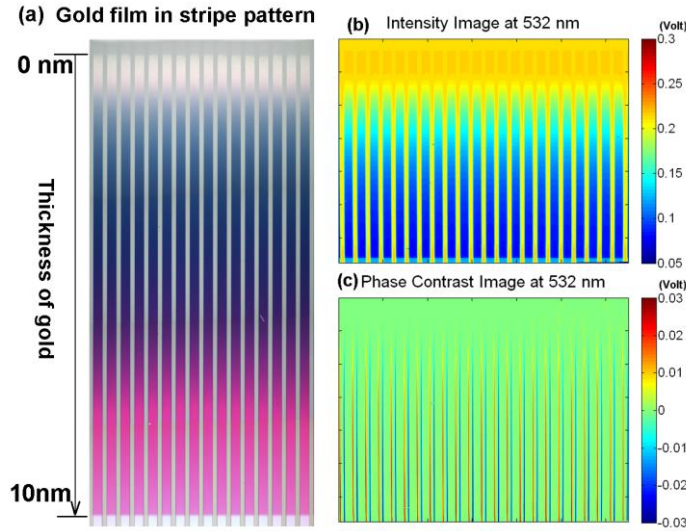 (a) Gold film in stripe pattern
0 nm
Thickness of gold
10nm
(b) Intensity Image at 532 nm
(Volt)
0.3
0.25
0.2
0.15
0.1
0.05
(c) Phase Contrast Image at 532 nm
(Volt)
0.03
0.02
0.01
0
-0.01
-0.02
-0.03